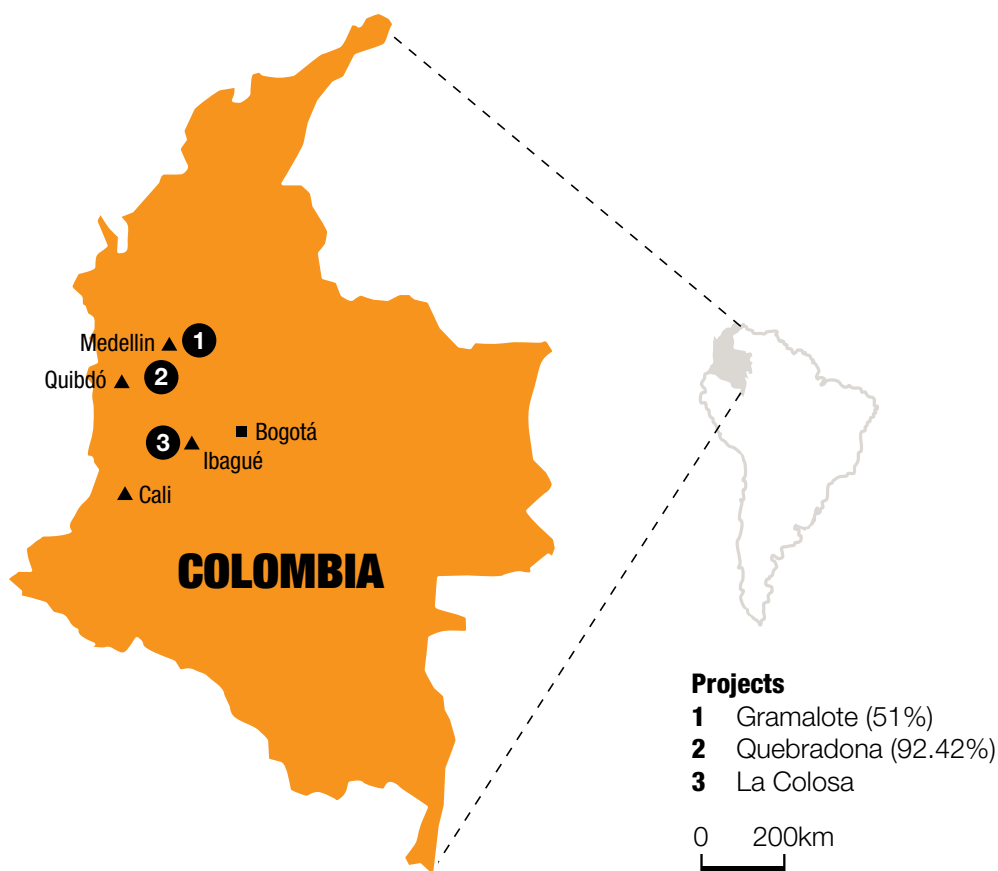 Medellin
1
Quibdó
2
3
Bogotá
Ibagué
Cali
COLOMBIA
Projects
1 Gramalote (51%)
2 Quebradona (92.42%)
3 La Colosa
0 200km